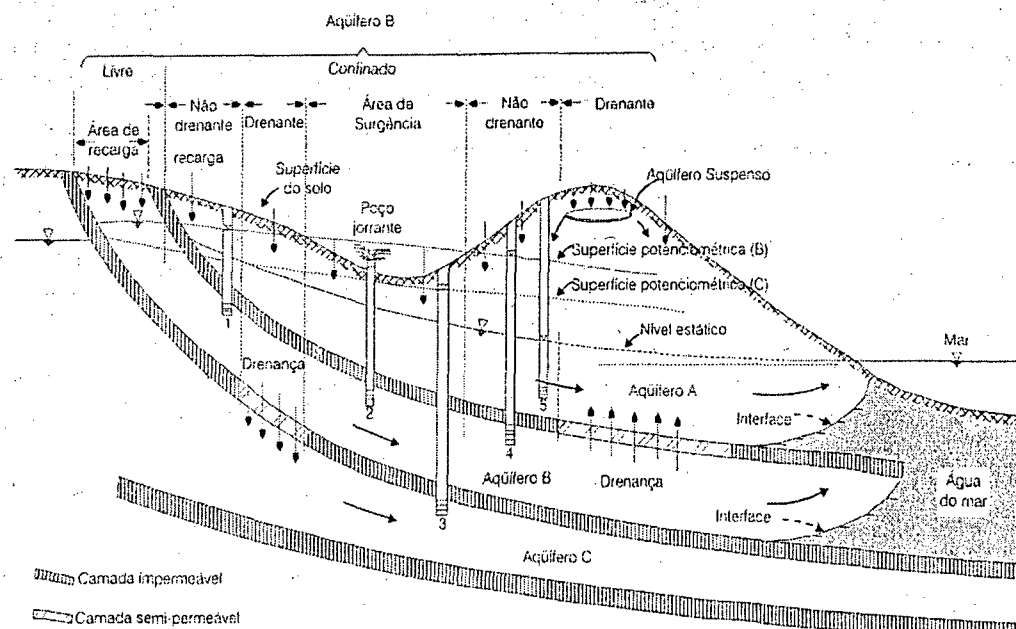 Aqüífero B
Livre
Confinado
Não
drenante
Drenante
Área de
Surgência
Não
drenante
Drenante
Área de
recarga
recarga
Superfície
do solo
Aqüífero Suspenso
Poço
jorrante
Superfície potenciométrica (B)
Superfície potenciométrica (C)
Nível estático
Mar
1
Drenança
2
5
Aqüífero A
Interface
4
Aqüífero B
Drenança
Água
do mar
3
Interface
Aqüífero C
Camada impermeável
Camada semi-permeável